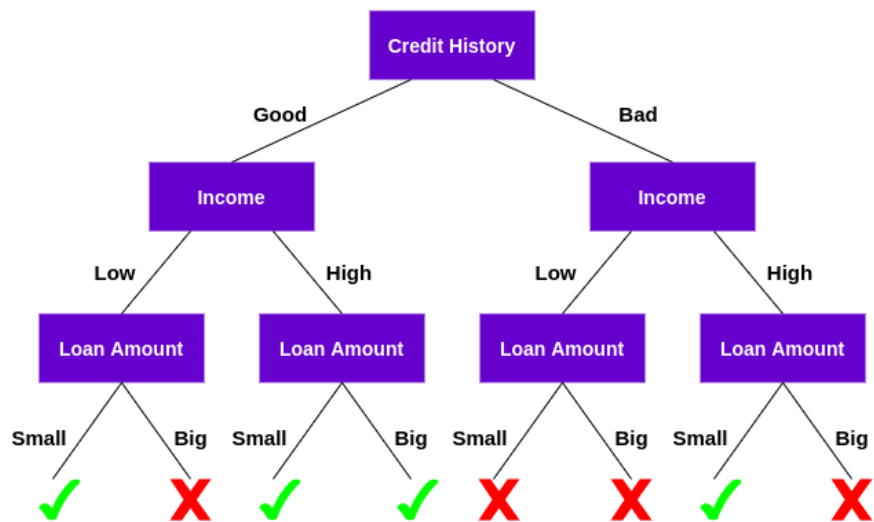 Credit History
Good
Bad
Income
Income
Low
High
Low
High
Loan Amount
Loan Amount
Loan Amount
Loan Amount
Small
Big
Small
Big
Small
Big
Small
Big